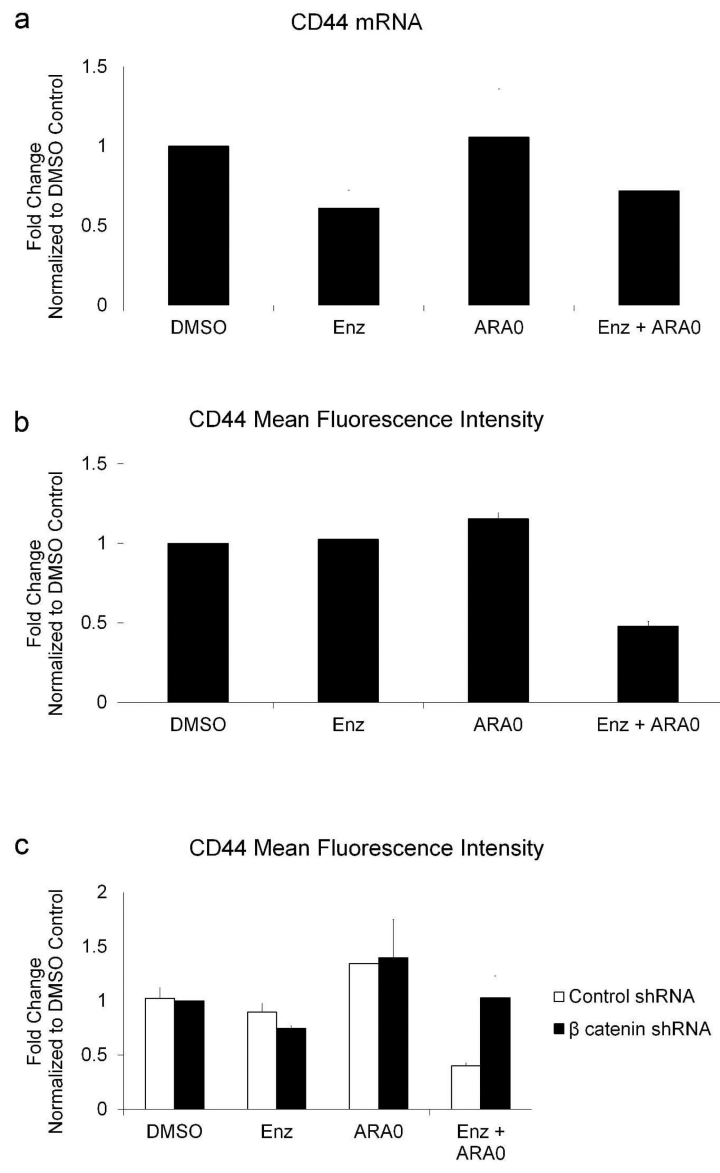 a
CD44 mRNA
Fold Change
Normalized to DMSO Control
1.5
1
0.5
0
DMSO Enz ARA0 Enz + ARA0
b
CD44 Mean Fluorescence Intensity
Fold Change
Normalized to DMSO Control
1.5
1
0.5
0
DMSO Enz ARA0 Enz + ARA0
c
CD44 Mean Fluorescence Intensity
Fold Change
Normalized to DMSO Control
2
1.5
1
0.5
0
DMSO Enz ARA0 Enz +
ARA0
Control shRNA
β catenin shRNA